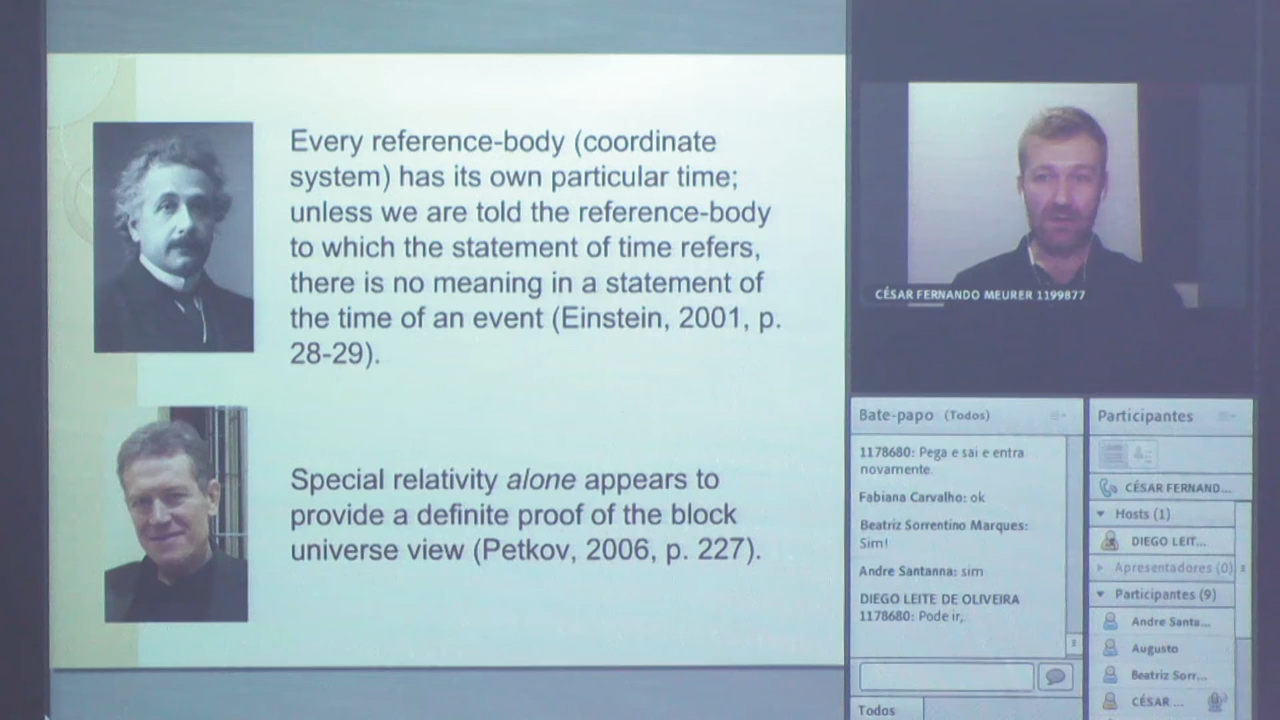 Every reference-body (coordinate
system) has its own particular time;
unless we are told the reference-body
to which the statement of time refers,
there is no meaning in a statement of
the time of an event (Einstein, 2001, p.
28-29).
Special relativity alone appears to
provide a definite proof of the block
universe view (Petkov, 2006, p. 227).
CÉSAR FERNANDO MEURER 1199877
Bate-papo (Todos)
1178680: Pega e sai e entra
novamente.
Fabiana Carvalho: ok
Beatriz Sorrentino Marques:
Sim!
Andre Santanna: sim
DIEGO LEITE DE OLIVEIRA
1178680: Pode ir,.
Todos
Participantes
CÉSAR FERNAND...
Hosts (1)
DIEGO LEIT...
Apresentadores (0)
Participantes (9)
Andre Santa...
Augusto
Beatriz Sorr...
CÉSAR ...